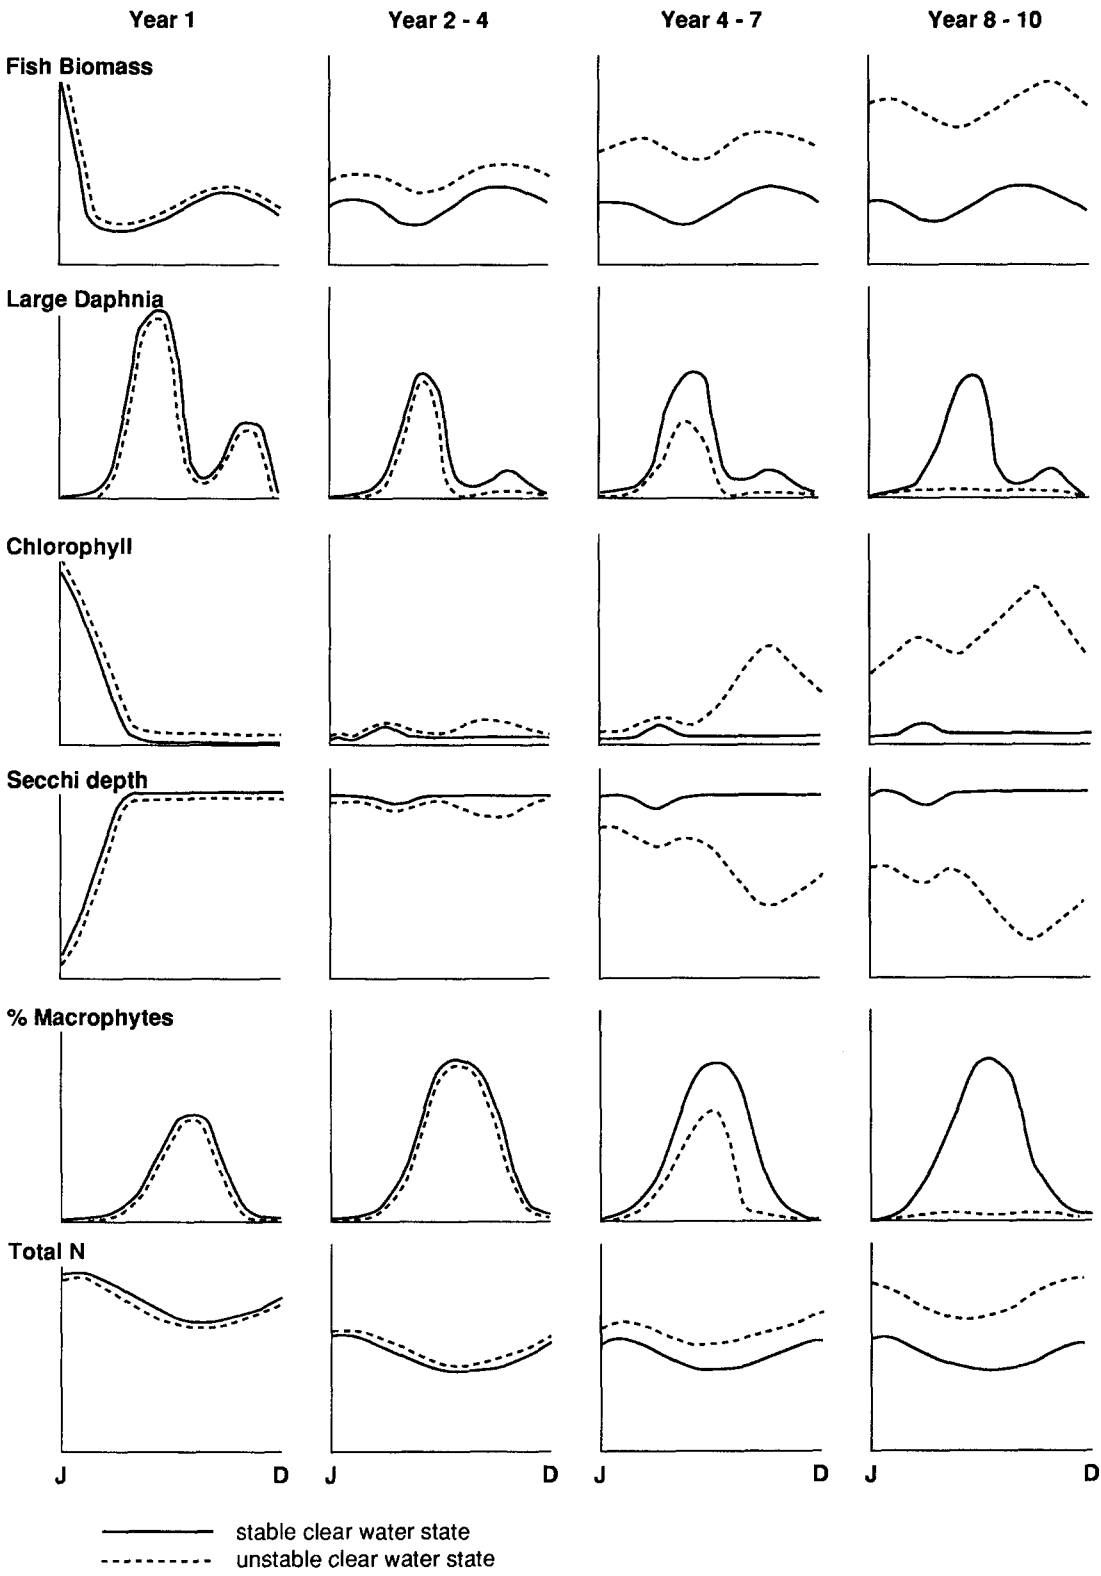 Year 1 Year 2 - 4 Year 4 - 7 Year 8 - 10
Fish Biomass
Large Daphnia
Chlorophyll
Secchi depth
% Macrophytes
Total N
J D J D J D J D
stable clear water state
unstable clear water state